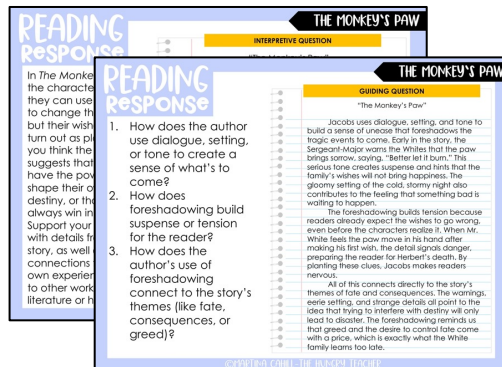 THE MONKEY'S PAW
READING
RESPONSE
INTERPRETIVE QUESTION
In The Monke
the characte
they can use
to change th
but their wish
turn out as pl
you think the
suggests that
have the pov
shape their o
destiny, or tho
always win in
Support your
with details fr
story, as well
connections
own experien
to other work
literature or h
THE MONKEY'S PAW
READING
RESPONSE
1. How does the author
use dialogue, setting,
or tone to create a
sense of what's to
come?
2. How does
foreshadowing build
suspense or tension
for the reader?
3. How does the
author's use of
foreshadowing
connect to the story's
themes (like fate,
consequences, or
greed)?
GUIDING QUESTION
"The Monkey's Paw"
Jacobs uses dialogue, setting, and tone to
build a sense of unease that foreshadows the
tragic events to come. Early in the story, the
Sergeant-Major warns the Whites that the paw
brings sorrow, saying, "Better let it burn." This
serious tone creates suspense and hints that the
family's wishes will not bring happiness. The
gloomy setting of the cold, stormy night also
contributes to the feeling that something bad is
waiting to happen.
The foreshadowing builds tension because
readers already expect the wishes to go wrong,
even before the characters realize it. When Mr.
White feels the paw move in his hand after
making his first wish, the detail signals danger,
preparing the reader for Herbert's death. By
planting these clues, Jacobs makes readers
nervous.
All of this connects directly to the story's
themes of fate and consequences. The warnings,
eerie setting, and strange details all point to the
idea that trying to interfere with destiny will only
lead to disaster. The foreshadowing reminds us
that greed and the desire to control fate come
with a price, which is exactly what the White
family learns too late.
©MARTINA CAHILL - THE HUNGRY TEACHER